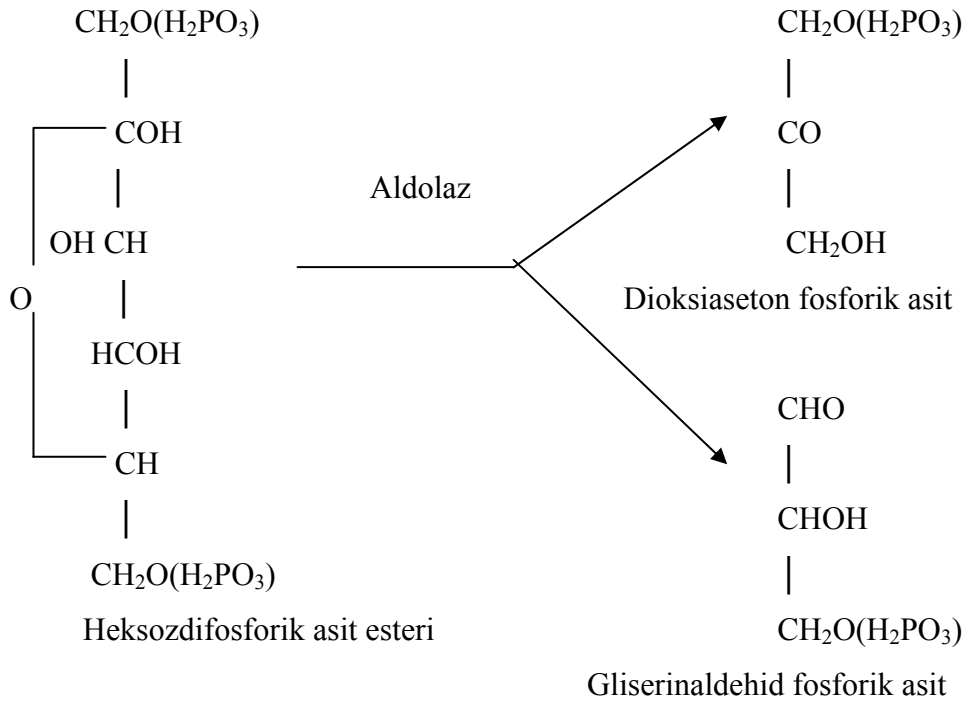 CH₂O(H₂PO₃)
COH
OH CH
O
HCOH
CH
CH₂O(H₂PO₃)
Heksozdifosforik asit esteri
Aldolaz
CH₂O(H₂PO₃)
CO
CH₂OH
Dioksiaseton fosforik asit
CHO
CHOH
CH₂O(H₂PO₃)
Gliserinaldehid fosforik asit